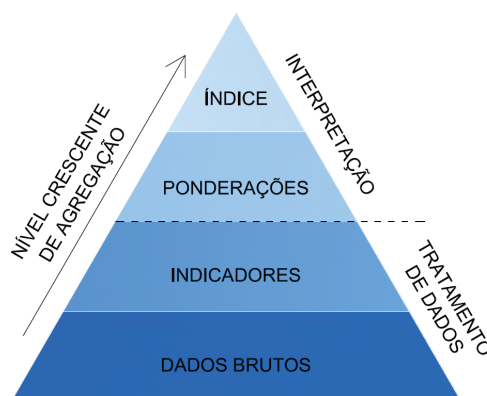 ÍNDICE
PONDERAÇÕES
INDICADORES
DADOS BRUTOS
NÍVEL CRESCENTE
DE AGREGAÇÃO
INTERPRETAÇÃO
TRATAMENTO
DE DADOS